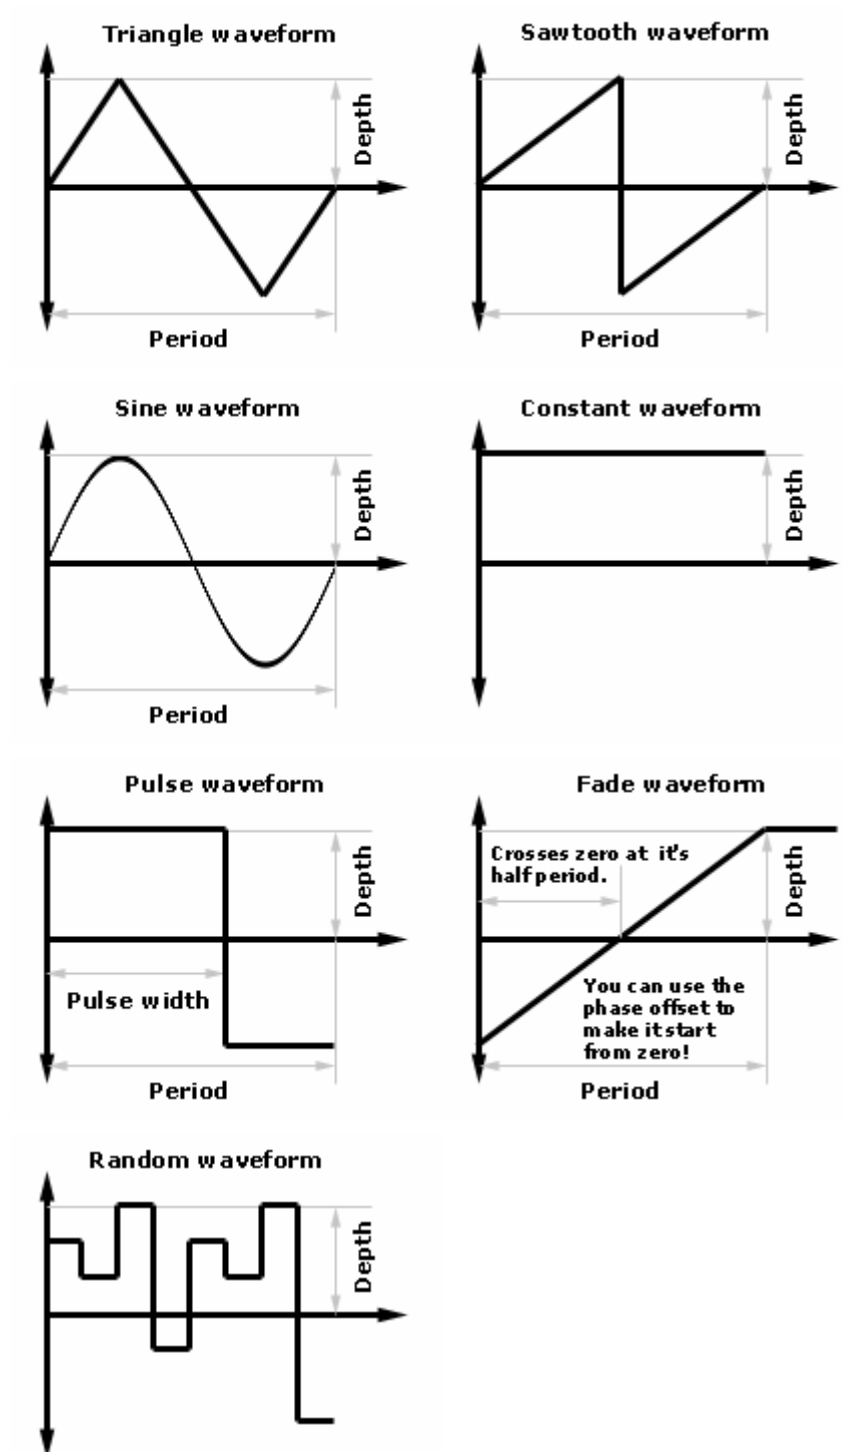 Triangle waveform
Depth
Period
Sawtooth waveform
Depth
Period
Sine waveform
Depth
Period
Constant waveform
Depth
Pulse waveform
Depth
Pulse width
Period
Fade waveform
Crosses zero at it's
half period.
Depth
You can use the
phase offset to
make it start
from zero!
Period
Random waveform
Depth